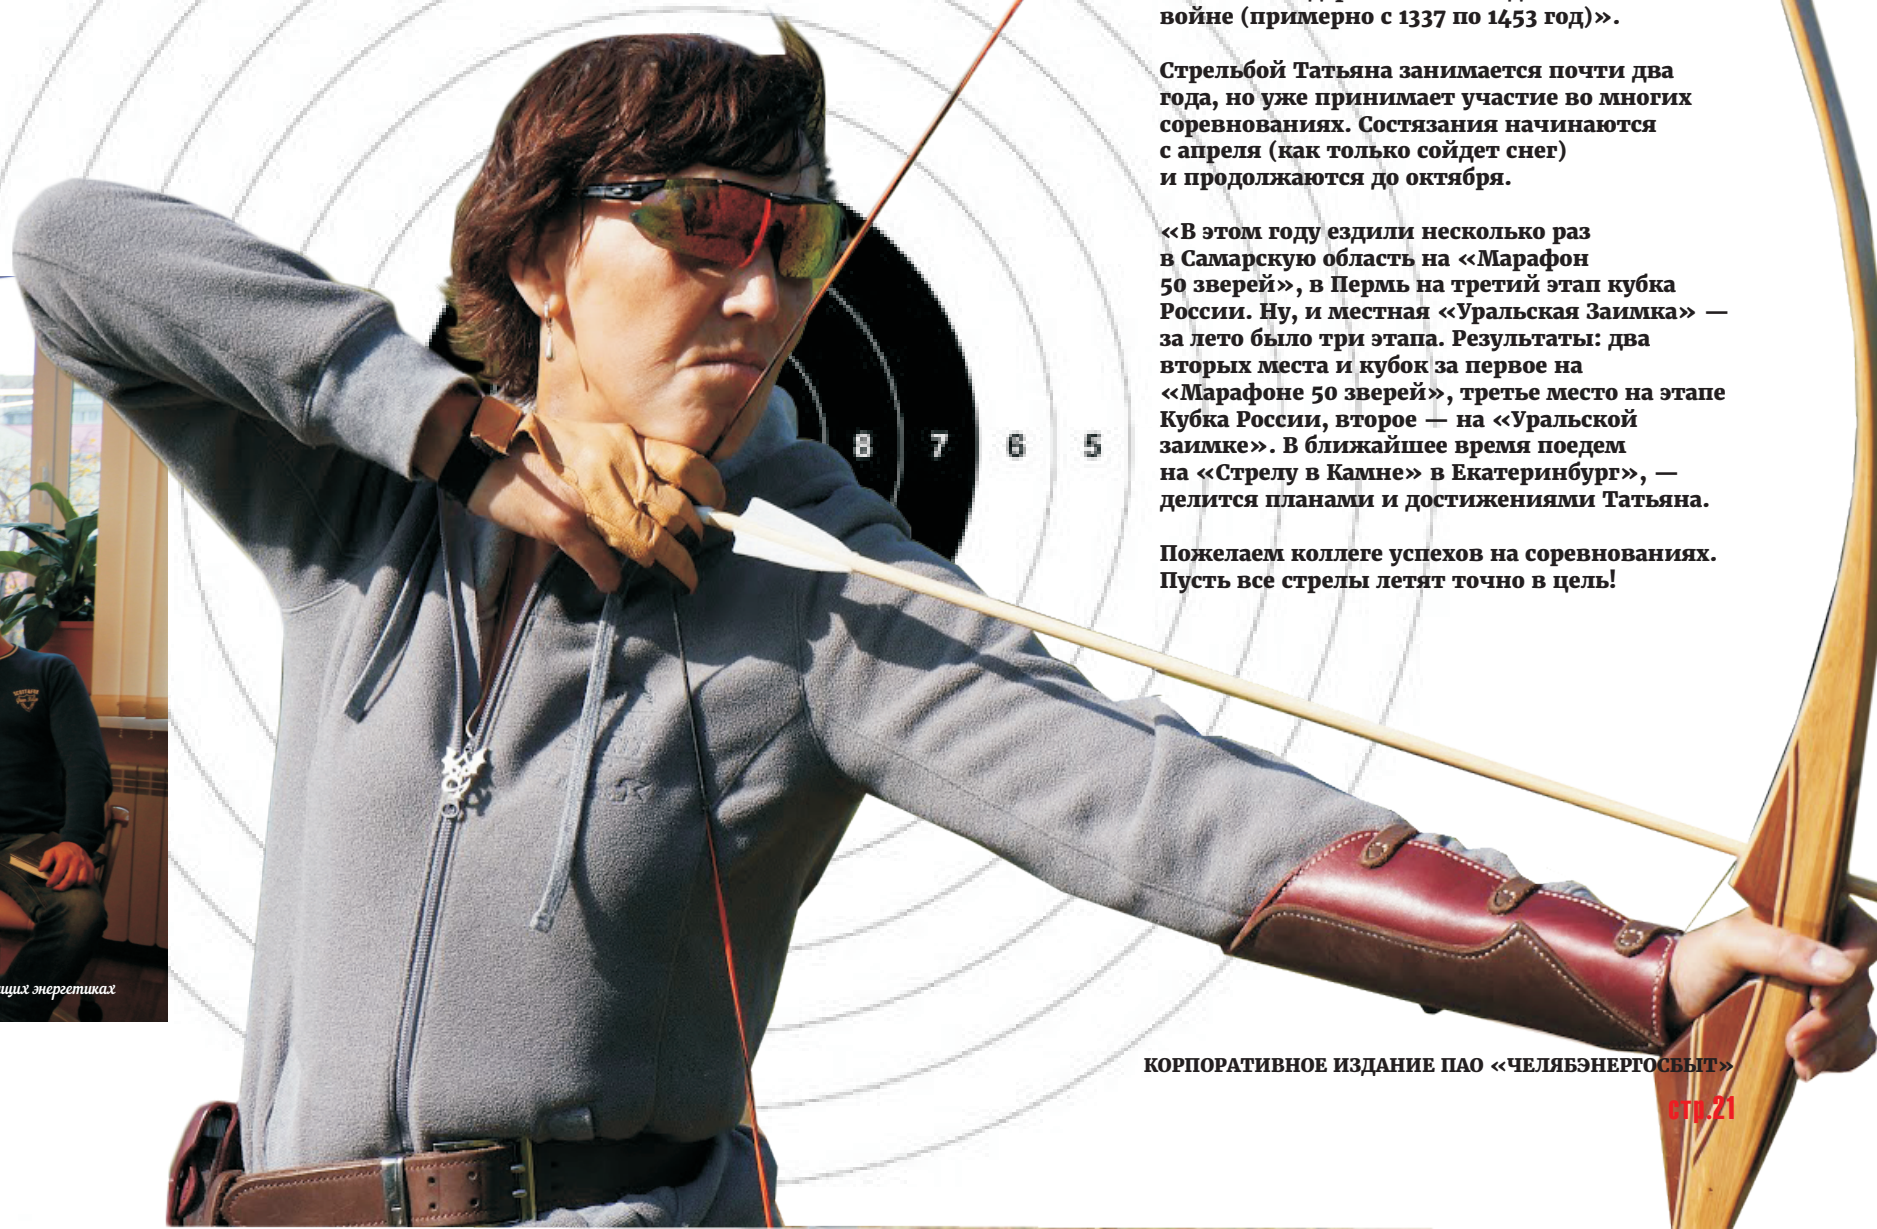 войне (примерно с 1337 по 1453 год)».
Стрельбой Татьяна занимается почти два
года, но уже принимает участие во многих
соревнованиях. Состязания начинаются
с апреля (как только сойдет снег)
и продолжаются до октября.
«В этом году ездили несколько раз
в Самарскую область на «Марафон
50 зверей», в Пермь на третий этап кубка
России. Ну, и местная «Уральская Заимка» —
за лето было три этапа. Результаты: два
вторых места и кубок за первое на
«Марафоне 50 зверей», третье место на этапе
Кубка России, второе — на «Уральской
заимке». В ближайшее время поедем
на «Стрелу в Камне» в Екатеринбург», —
делится планами и достижениями Татьяна.
Пожелаем коллеге успехов на соревнованиях.
Пусть все стрелы летят точно в цель!
8 7 6 5
щих энергетиках
КОРПОРАТИВНОЕ ИЗДАНИЕ ПАО «ЧЕЛЯБЭНЕРГОСБЫТ»
стр.21